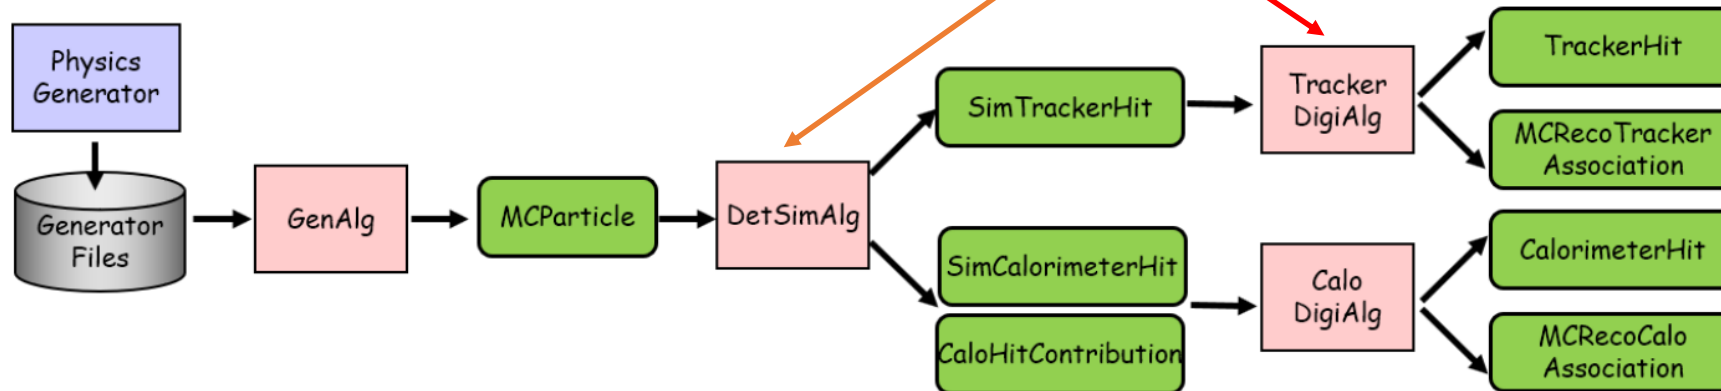 Physics
Generator
Generator
Files
GenAlg
MCParticle
DetSimAlg
SimTrackerHit
SimCalorimeterHit
CaloHitContribution
Tracker
DigiAlg
Calo
DigiAlg
TrackerHit
MCRecoTracker
Association
CalorimeterHit
MCRecoCalo
Association